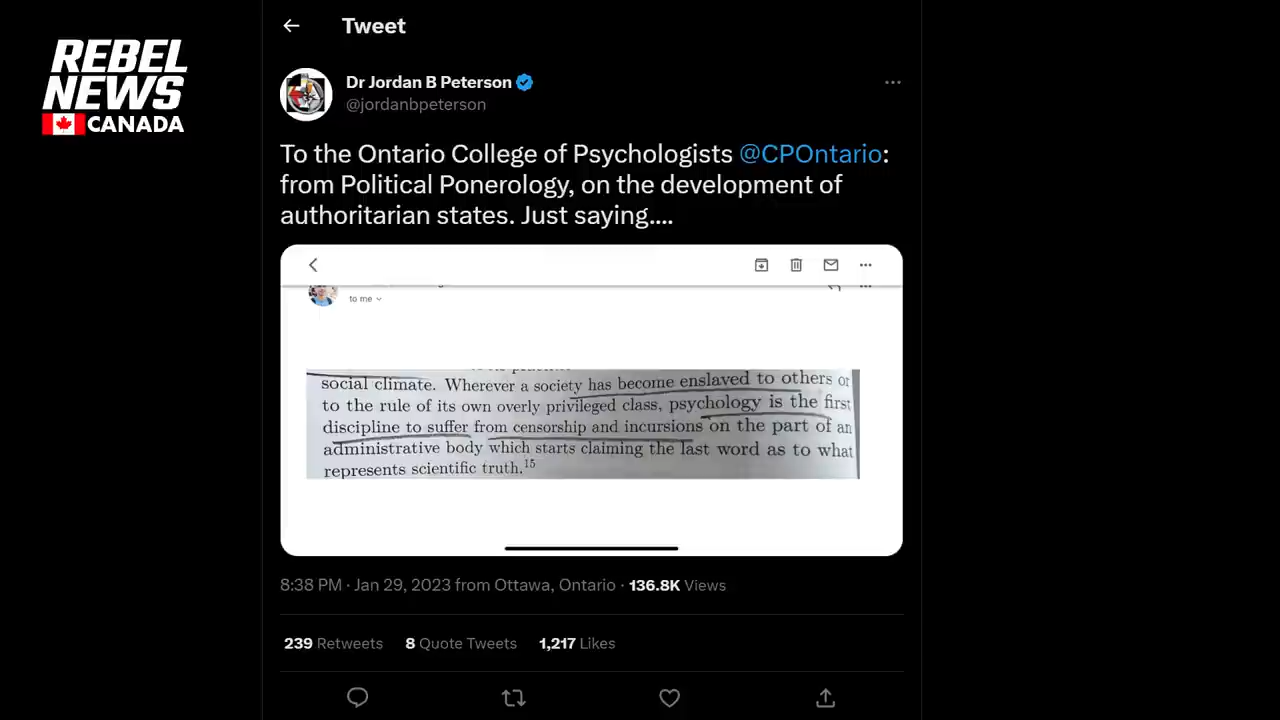 REBEL
NEWS
CANADA
Tweet
Dr Jordan B Peterson
@jordanbpeterson
To the Ontario College of Psychologists @CPOntario:
from Political Ponerology, on the development of
authoritarian states. Just saying....
to me
social climate. Wherever a society has become enslaved to others or
to the rule of its own overly privileged class, psychology is the first
discipline to suffer from censorship and incursions on the part of an
administrative body which starts claiming the last word as to what
represents scientific truth.15
8:38 PM · Jan 29, 2023 from Ottawa, Ontario · 136.8K Views
239 Retweets 8 Quote Tweets 1,217 Likes